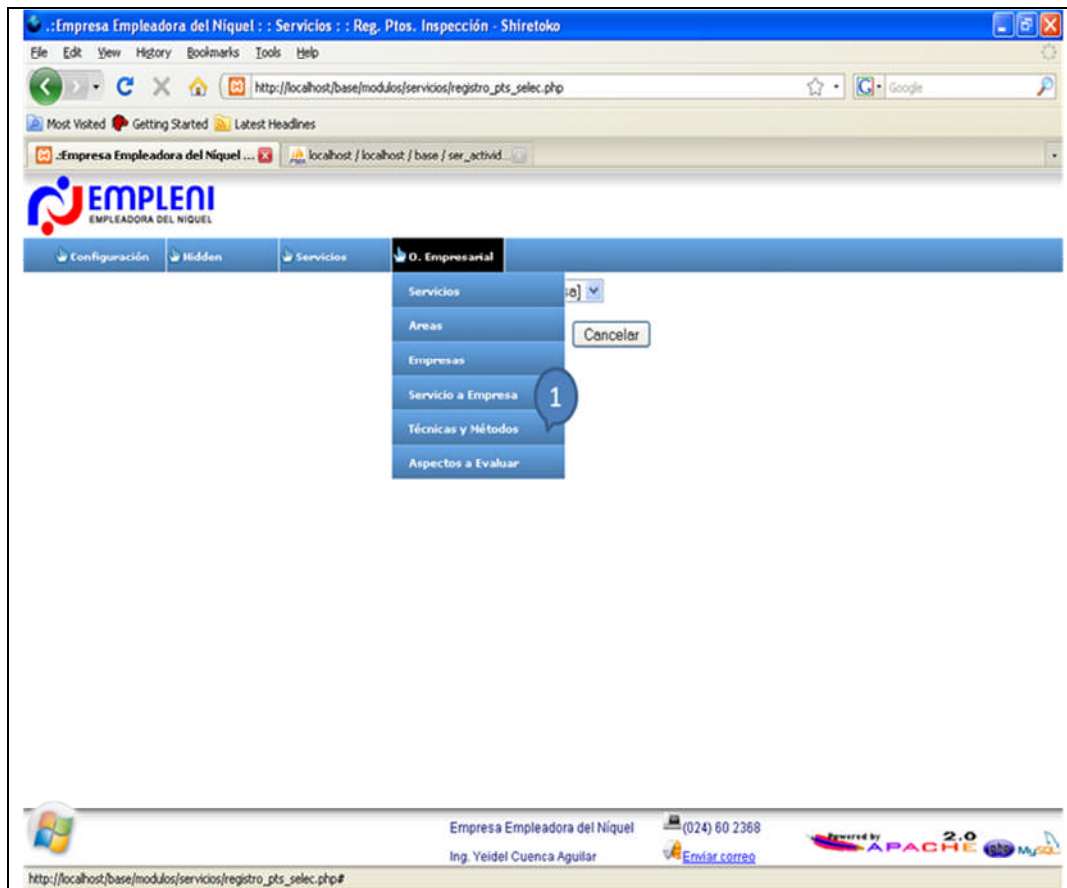 .:Empresa Empleadora del Níquel : : Servicios : : Reg. Ptos. Inspección - Shiretoko
File Edit View History Bookmarks Tools Help
http://localhost/base/modulos/servicios/registro_pts_selec.php
Google
Most Visited Getting Started Latest Headlines
.:Empresa Empleadora del Níquel ... localhost / localhost / base / ser_activid...
EMPLENI
EMPLEADORA DEL NIQUEL
Configuración Hidden Servicios O. Empresarial
Servicios
sa]
Areas
Cancelar
Empresas
Servicio a Empresa
1
Técnicas y Métodos
Aspectos a Evaluar
Empresa Empleadora del Níquel (024) 60 2368
Ing. Yeidel Cuenca Aguilar Enviar correo
Powered by APACHE 2.0 php MySQL
http://localhost/base/modulos/servicios/registro_pts_selec.php#